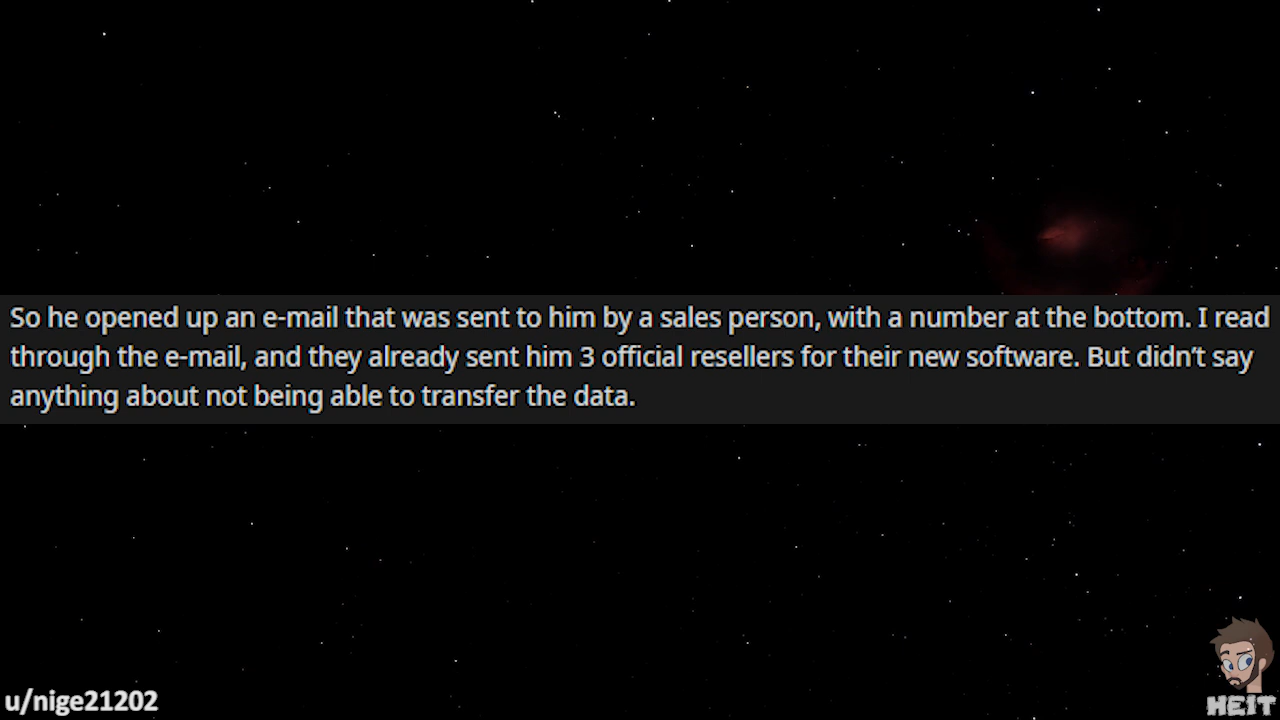 So he opened up an e-mail that was sent to him by a sales person, with a number at the bottom. I read
through the e-mail, and they already sent him 3 official resellers for their new software. But didn't say
anything about not being able to transfer the data.
u/nige21202
HEIT